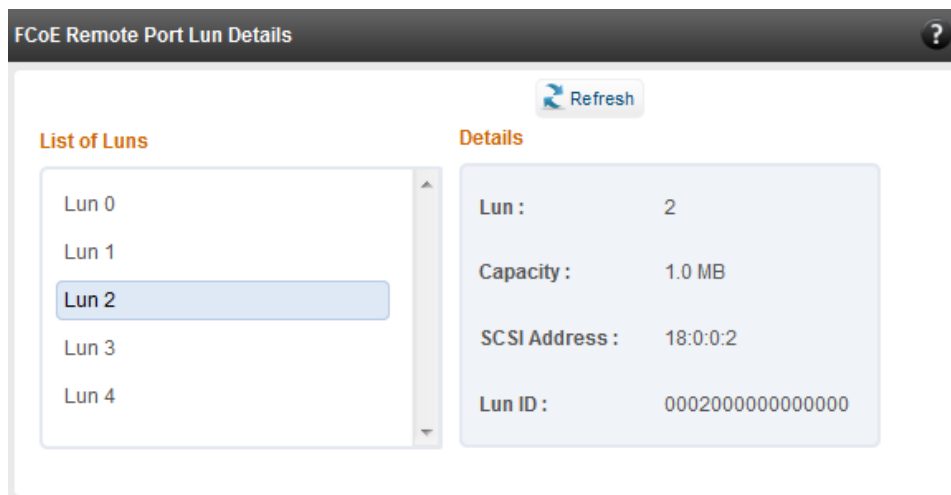 FCoE Remote Port Lun Details
?
Refresh
List of Luns
Lun 0
Lun 1
Lun 2
Lun 3
Lun 4
Details
Lun : 2
Capacity : 1.0 MB
SCSI Address : 18:0:0:2
Lun ID : 0002000000000000